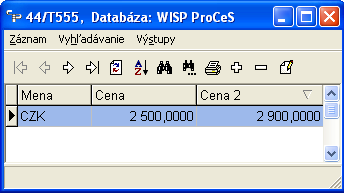 44/T555, Databáza: WISP ProCeS
Záznam Vyhľadávanie Výstupy
Mena Cena Cena 2
CZK 2 500,0000 2 900,0000